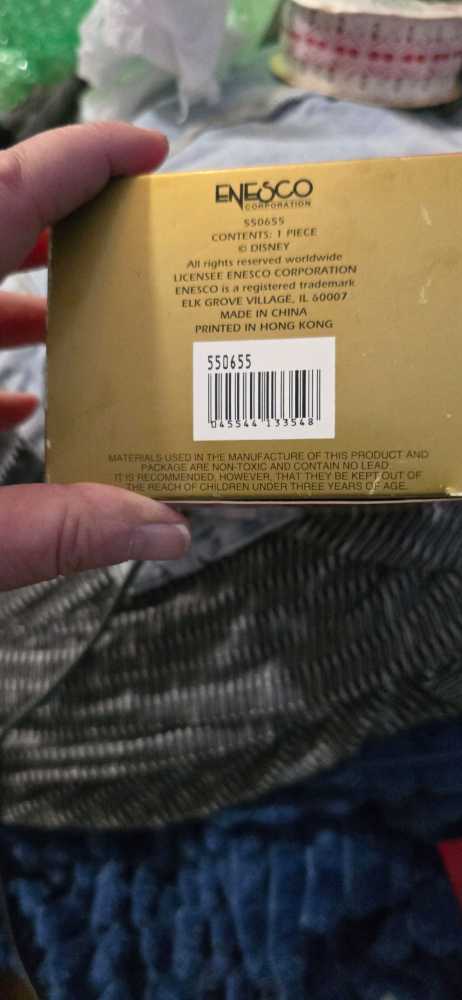 ENESCO
CORPORATION
550655
CONTENTS: 1 PIECE
© DISNEY
All rights reserved worldwide
LICENSEE ENESCO CORPORATION
ENESCO is a registered trademark
ELK GROVE VILLAGE, IL 60007
MADE IN CHINA
PRINTED IN HONG KONG
550655
045544 133548
MATERIALS USED IN THE MANUFACTURE OF THIS PRODUCT AND
PACKAGE ARE NON-TOXIC AND CONTAIN NO LEAD.
IT IS RECOMMENDED, HOWEVER, THAT THEY BE KEPT OUT OF
THE REACH OF CHILDREN UNDER THREE YEARS OF AGE.